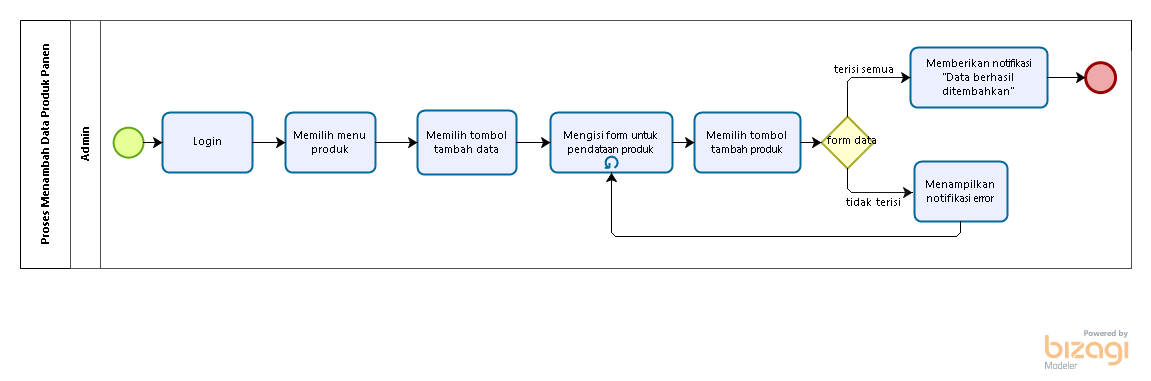 Proses Menambah Data Produk Panen
Admin
Login
Memilih menu
produk
Memilih tombol
tambah data
Mengisi form untuk
pendataan produk
Memilih tombol
tambah produk
form data
terisi semua
Memberikan notifikasi
"Data berhasil
ditembahkan"
tidak terisi
Menampilkan
notifikasi error
Powered by
bizagi
Modeler